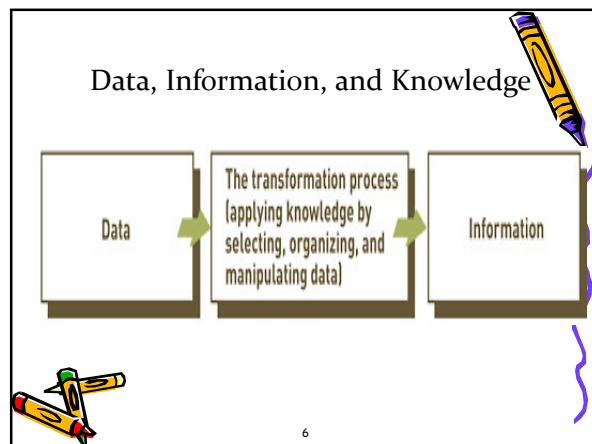 Data, Information, and Knowledge
Data
The transformation process
(applying knowledge by
selecting, organizing, and
manipulating data)
Information
6